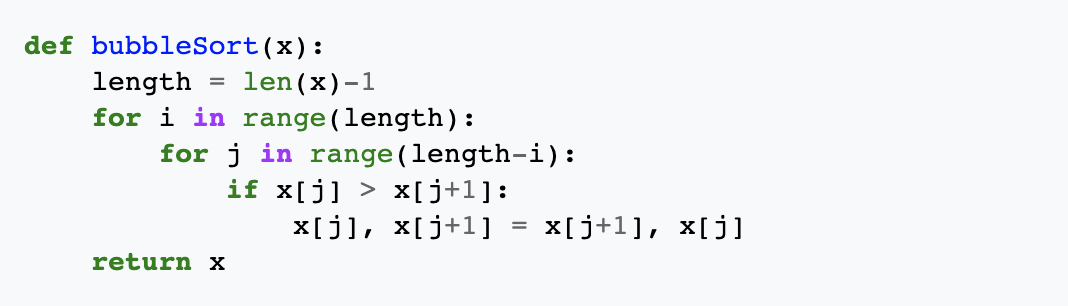 def bubbleSort(x):
    length = len(x)-1
    for i in range(length):
        for j in range(length-i):
            if x[j] > x[j+1]:
                x[j], x[j+1] = x[j+1], x[j]
    return x